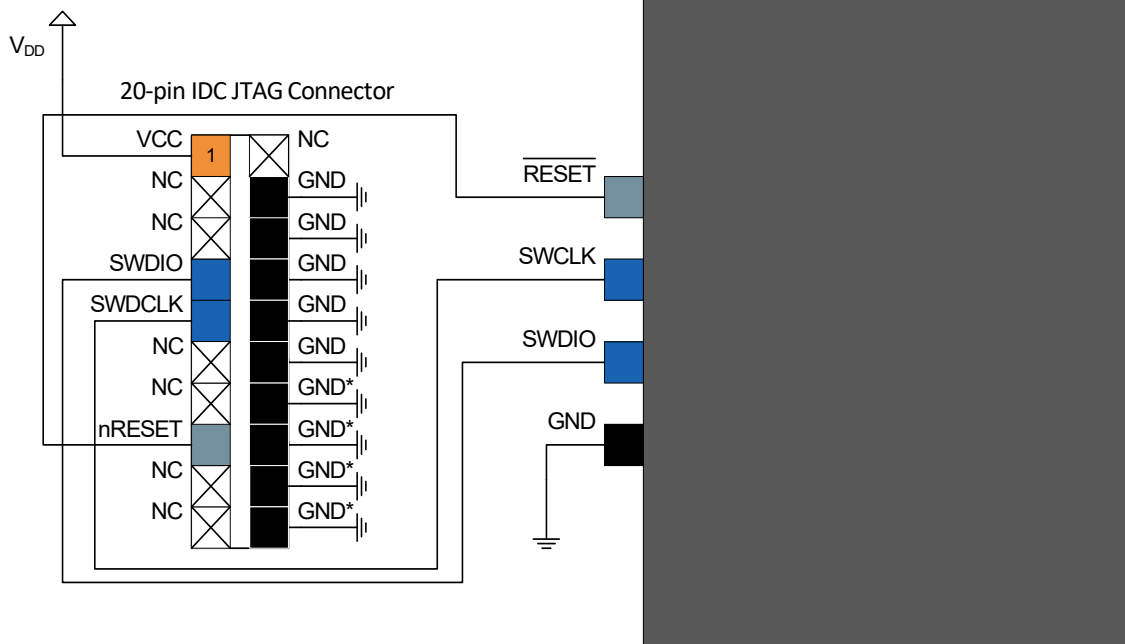 V_DD
20-pin IDC JTAG Connector
VCC
1
NC
NC
GND
NC
GND
SWDIO
GND
SWDCLK
GND
NC
GND
NC
GND*
nRESET
GND*
NC
GND*
NC
GND*
RESET
SWCLK
SWDIO
GND